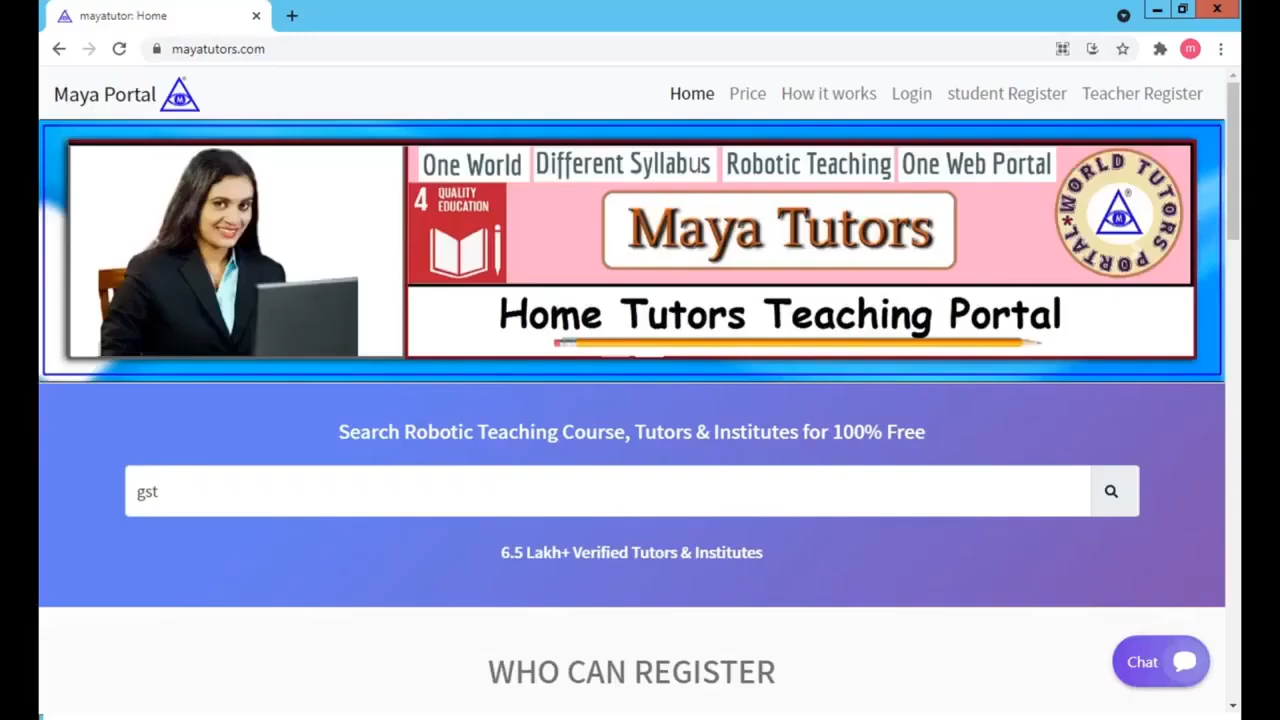 mayatutor: Home
mayatutors.com
m
Maya Portal
M
Home Price How it works Login student Register Teacher Register
One World Different Syllabus Robotic Teaching One Web Portal
4 QUALITY EDUCATION
Maya Tutors
WORLD TUTORS PORTAL
M
Home Tutors Teaching Portal
Search Robotic Teaching Course, Tutors & Institutes for 100% Free
gst
6.5 Lakh+ Verified Tutors & Institutes
WHO CAN REGISTER
Chat